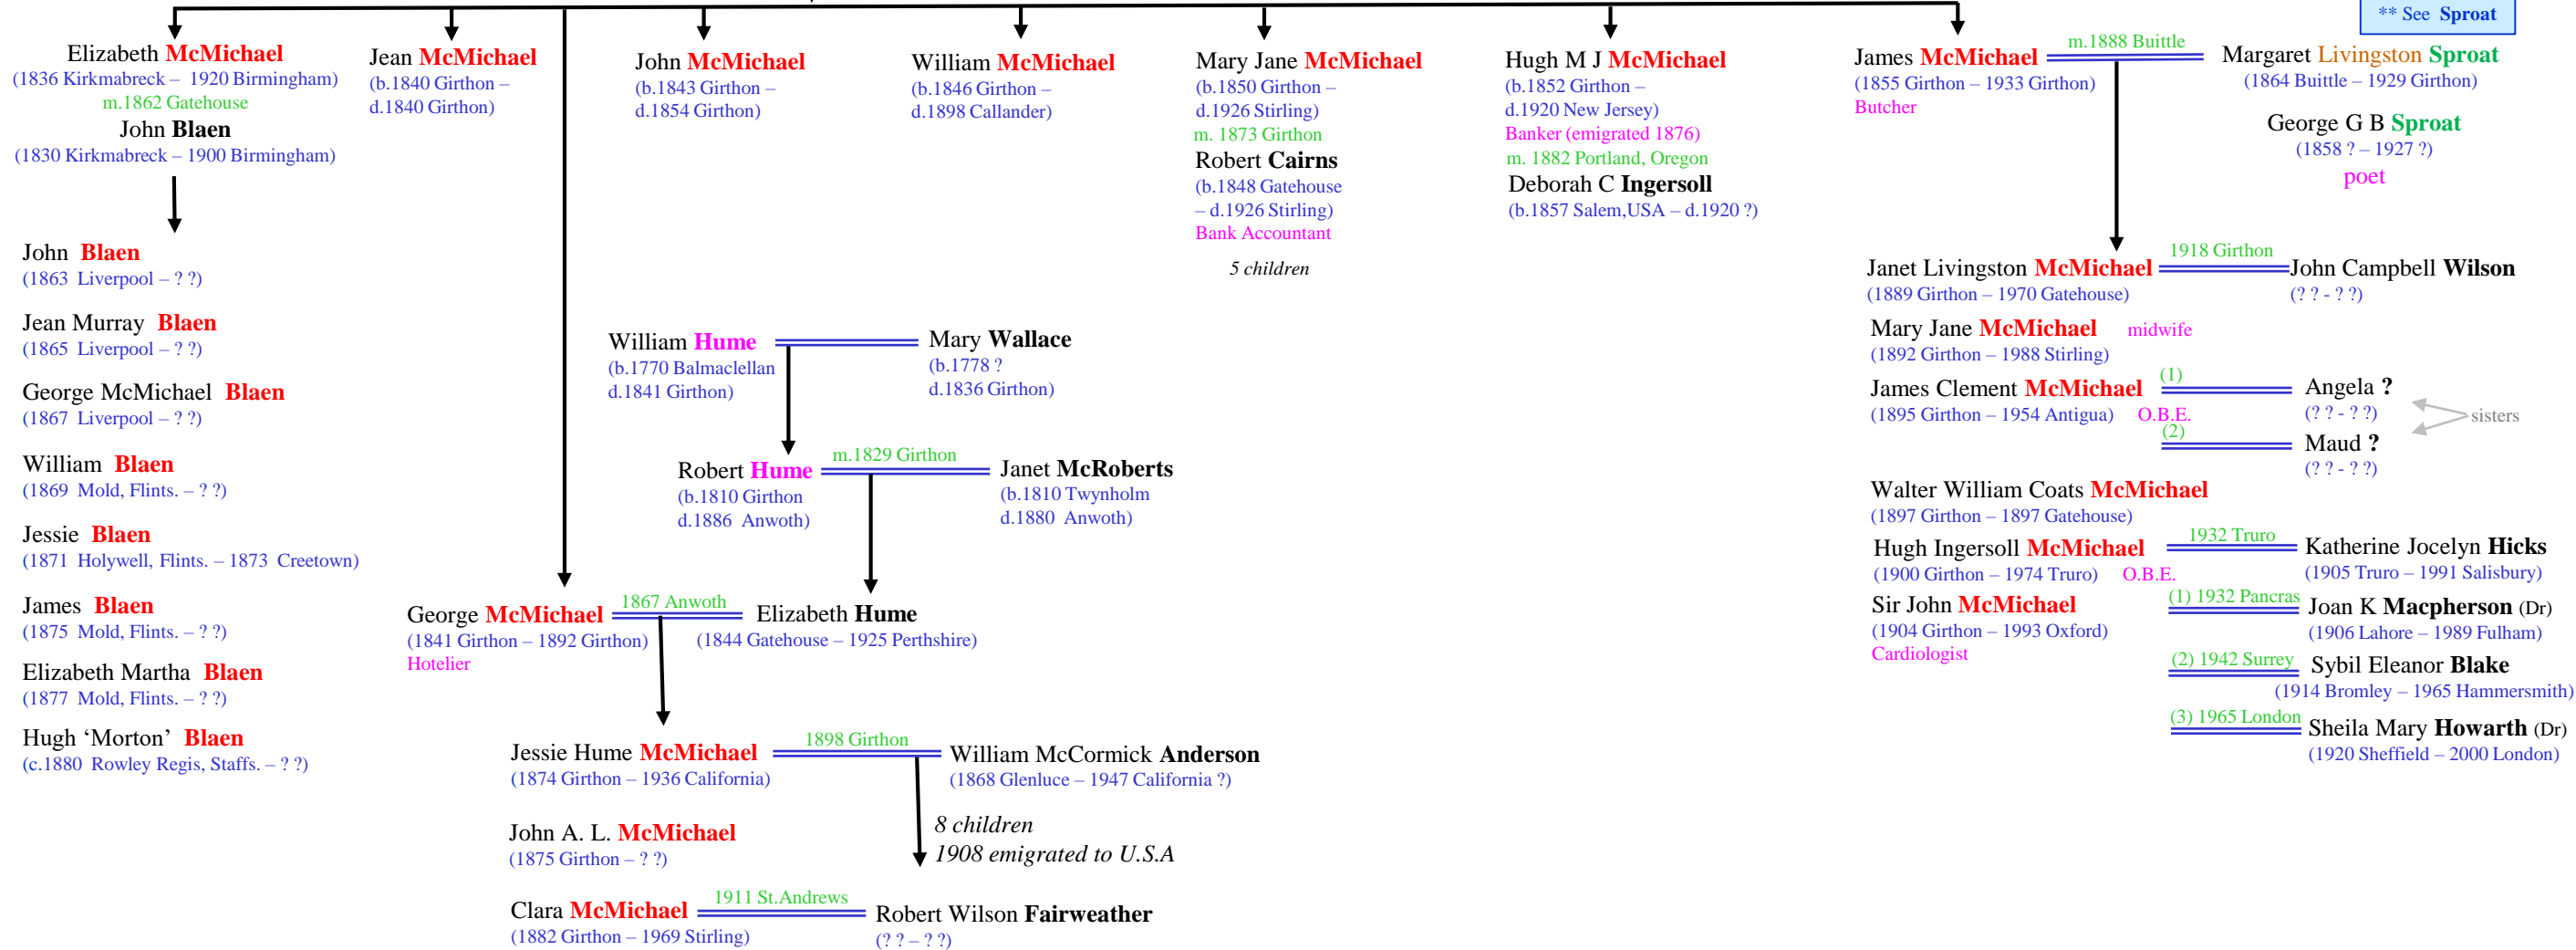 ** See Sproat
Elizabeth McMichael
(1836 Kirkmabreck – 1920 Birmingham)
m.1862 Gatehouse
John Blaen
(1830 Kirkmabreck – 1900 Birmingham)
Jean McMichael
(b.1840 Girthon –
d.1840 Girthon)
John McMichael
(b.1843 Girthon –
d.1854 Girthon)
William McMichael
(b.1846 Girthon –
d.1898 Callander)
Mary Jane McMichael
(b.1850 Girthon –
d.1926 Stirling)
m. 1873 Girthon
Robert Cairns
(b.1848 Gatehouse
– d.1926 Stirling)
Bank Accountant
5 children
Hugh M J McMichael
(b.1852 Girthon –
d.1920 New Jersey)
Banker (emigrated 1876)
m. 1882 Portland, Oregon
Deborah C Ingersoll
(b.1857 Salem,USA – d.1920 ?)
James McMichael
(1855 Girthon – 1933 Girthon)
Butcher
m.1888 Buittle
Margaret Livingston Sproat
(1864 Buittle – 1929 Girthon)
George G B Sproat
(1858 ? – 1927 ?)
poet
John Blaen
(1863 Liverpool – ? ?)
Jean Murray Blaen
(1865 Liverpool – ? ?)
George McMichael Blaen
(1867 Liverpool – ? ?)
William Blaen
(1869 Mold, Flints. – ? ?)
Jessie Blaen
(1871 Holywell, Flints. – 1873 Creetown)
James Blaen
(1875 Mold, Flints. – ? ?)
Elizabeth Martha Blaen
(1877 Mold, Flints. – ? ?)
Hugh ‘Morton’ Blaen
(c.1880 Rowley Regis, Staffs. – ? ?)
William Hume
(b.1770 Balmaclellan
d.1841 Girthon)
Mary Wallace
(b.1778 ?
d.1836 Girthon)
Robert Hume
(b.1810 Girthon
d.1886 Anwoth)
m.1829 Girthon
Janet McRoberts
(b.1810 Twynholm
d.1880 Anwoth)
George McMichael
(1841 Girthon – 1892 Girthon)
Hotelier
1867 Anwoth
Elizabeth Hume
(1844 Gatehouse – 1925 Perthshire)
Jessie Hume McMichael
(1874 Girthon – 1936 California)
1898 Girthon
William McCormick Anderson
(1868 Glenluce – 1947 California ?)
8 children
1908 emigrated to U.S.A
John A. L. McMichael
(1875 Girthon – ? ?)
Clara McMichael
(1882 Girthon – 1969 Stirling)
1911 St.Andrews
Robert Wilson Fairweather
(? ? – ? ?)
Janet Livingston McMichael
(1889 Girthon – 1970 Gatehouse)
1918 Girthon
John Campbell Wilson
(? ? - ? ?)
Mary Jane McMichael midwife
(1892 Girthon – 1988 Stirling)
James Clement McMichael
(1895 Girthon – 1954 Antigua) O.B.E.
(1)
Angela ?
(? ? - ? ?)
sisters
(2)
Maud ?
(? ? - ? ?)
Walter William Coats McMichael
(1897 Girthon – 1897 Gatehouse)
Hugh Ingersoll McMichael
(1900 Girthon – 1974 Truro) O.B.E.
1932 Truro
Katherine Jocelyn Hicks
(1905 Truro – 1991 Salisbury)
Sir John McMichael
(1904 Girthon – 1993 Oxford)
Cardiologist
(1) 1932 Pancras
Joan K Macpherson (Dr)
(1906 Lahore – 1989 Fulham)
(2) 1942 Surrey
Sybil Eleanor Blake
(1914 Bromley – 1965 Hammersmith)
(3) 1965 London
Sheila Mary Howarth (Dr)
(1920 Sheffield – 2000 London)